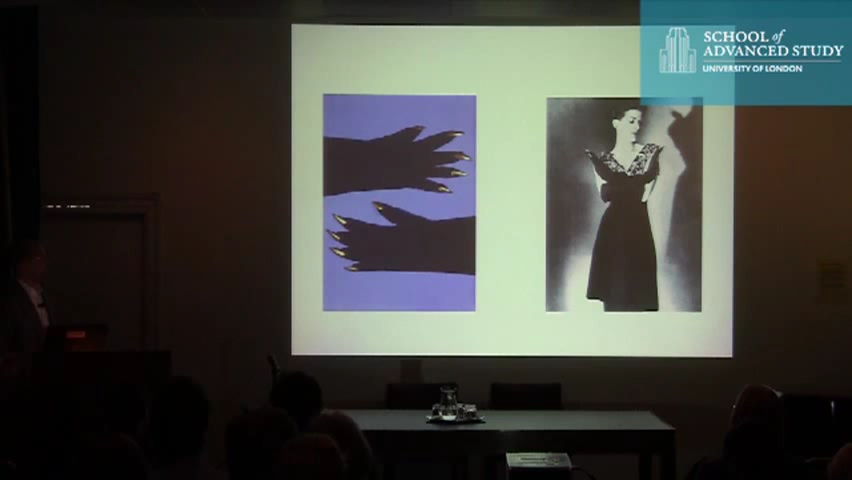 SCHOOL of
ADVANCED STUDY
UNIVERSITY OF LONDON